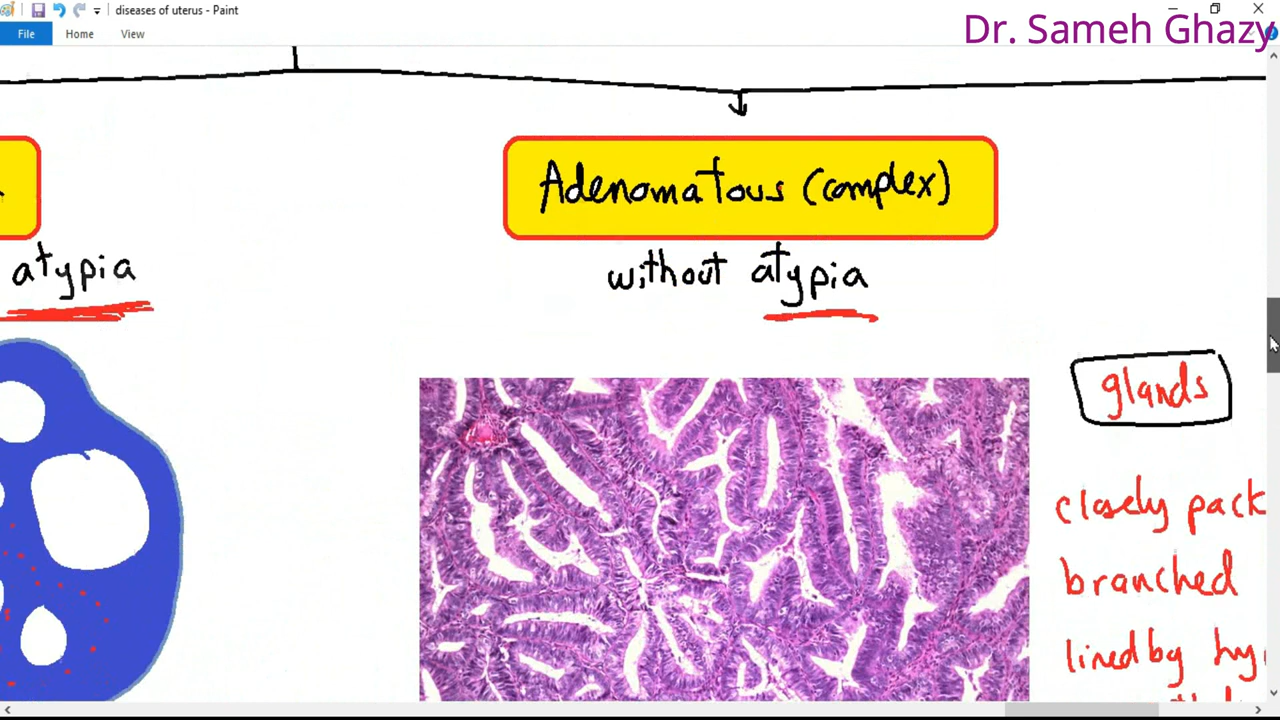 diseases of uterus - Paint
Dr. Sameh Ghazy
File Home View
Adenomatous (complex)
atypia
without atypia
glands
closely pack
branched
lined by hy